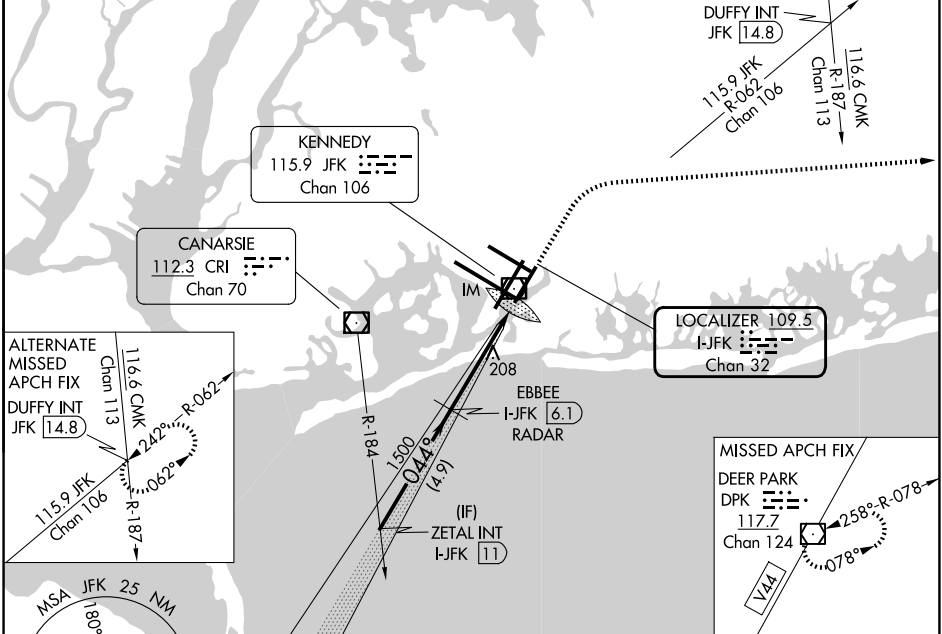 DUFFY INT
JFK 14.8
115.9 JFK
R-062
Chan 106
116.6 CMK
R-187
Chan 113
KENNEDY
115.9 JFK
Chan 106
CANARSIE
112.3 CRI
Chan 70
IM
LOCALIZER 109.5
I-JFK
Chan 32
208
EBBEE
I-JFK 6.1
RADAR
R-184
1500
044°
(4.9)
(IF)
ZETAL INT
I-JFK 11
ALTERNATE
MISSED
APCH FIX
DUFFY INT
JFK 14.8
116.6 CMK
Chan 113
R-187
242°
R-062
062°
115.9 JFK
Chan 106
MISSED APCH FIX
DEER PARK
DPK
117.7
Chan 124
258°
R-078
078°
V44
MSA JFK 25 NM
180°